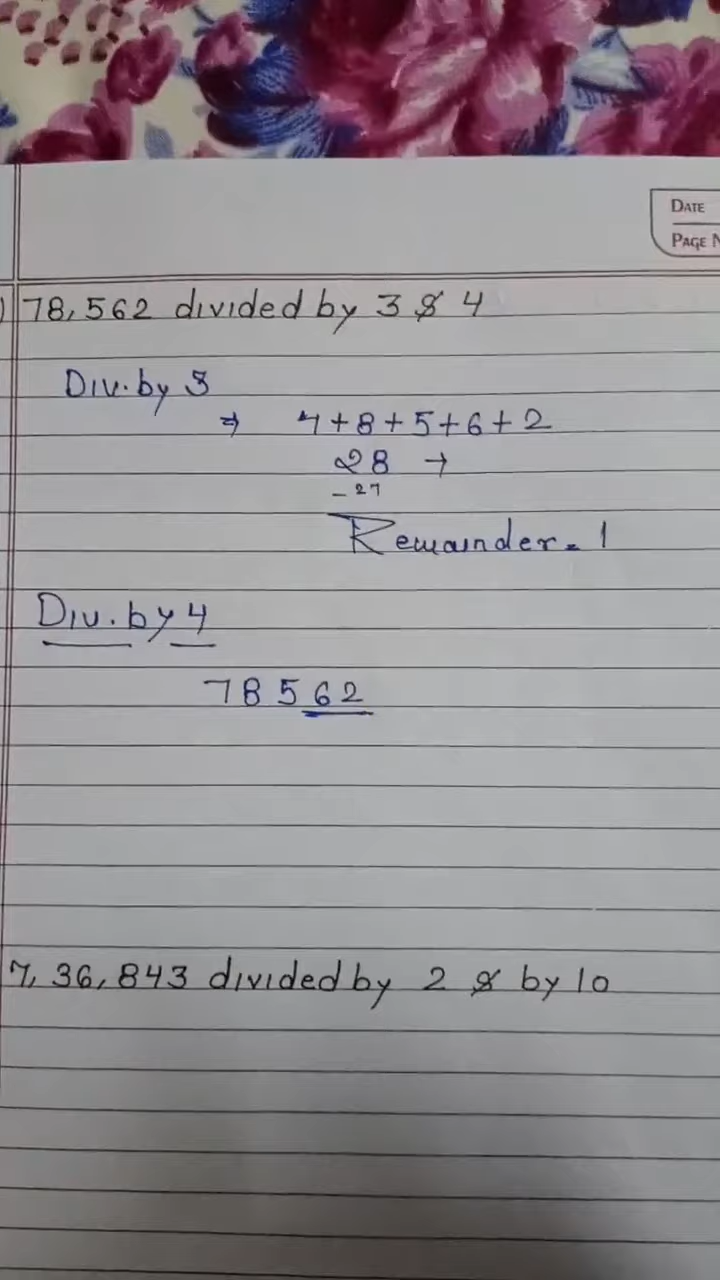 DATE
PAGE N
) 78,562 divided by 3 & 4
Div. by 3
⇒ 7+8+5+6+2
28 →
- 27
Remainder = 1
Div. by 4
78562
7,36,843 divided by 2 & by 10